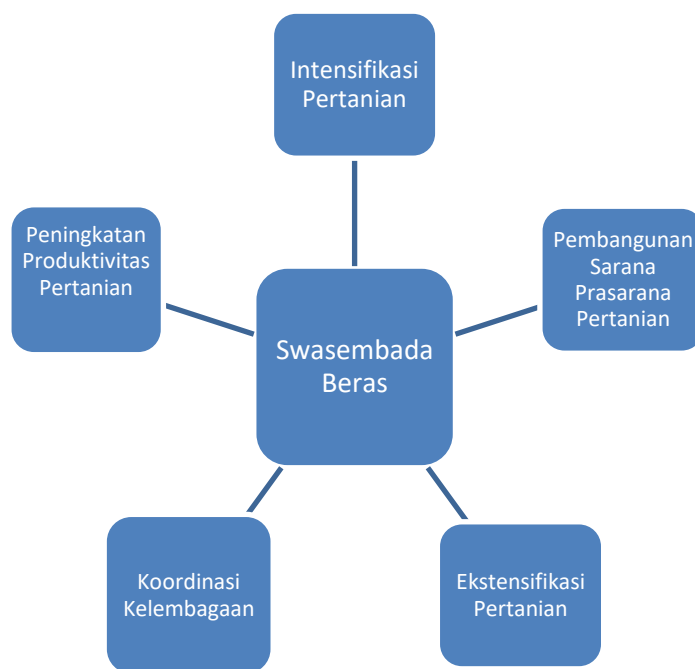 Intensifikasi
Pertanian
Peningkatan
Produktivitas
Pertanian
Pembangunan
Sarana
Prasarana
Pertanian
Swasembada
Beras
Koordinasi
Kelembagaan
Ekstensifikasi
Pertanian